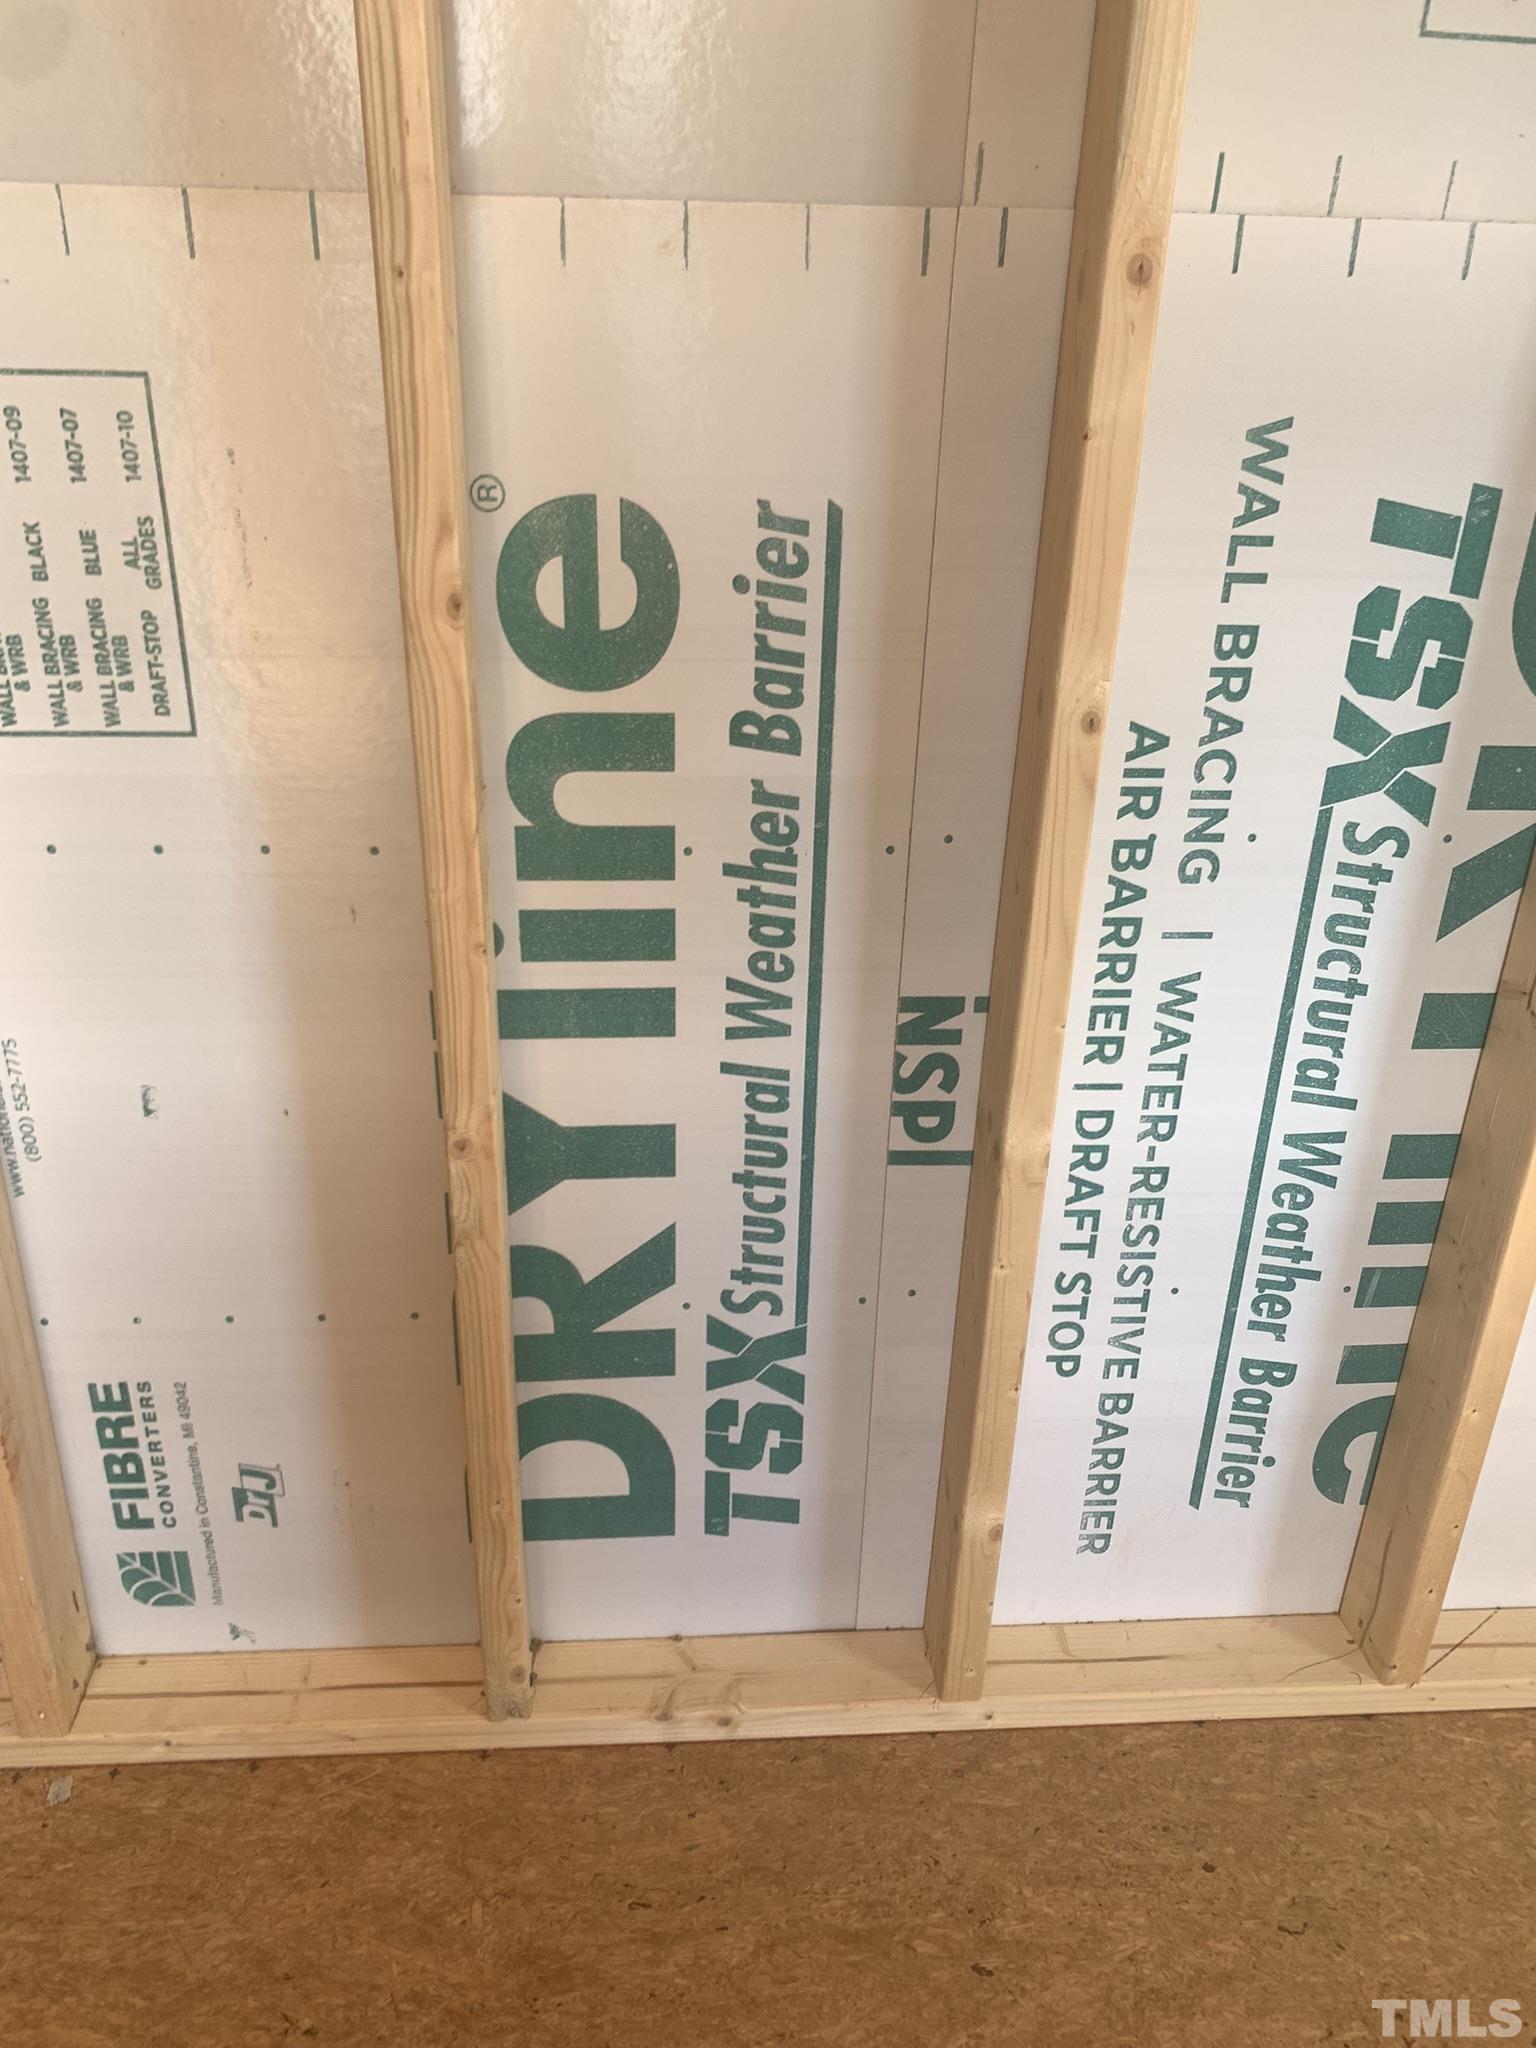 1407-09
WALL BRACING BLACK
& WRB
1407-07
WALL BRACING BLUE
& WRB
1407-10
DRAFT-STOP ALL GRADES
(800) 552-7775
FIBRE
CONVERTERS
Manufactured in Constantine, MI 49042
DrJ
DRYline®
TSX Structural Weather Barrier
WALL BRACING | WATER-RESISTIVE BARRIER
AIR BARRIER | DRAFT STOP
TSX Structural Weather Barrier
TMLS